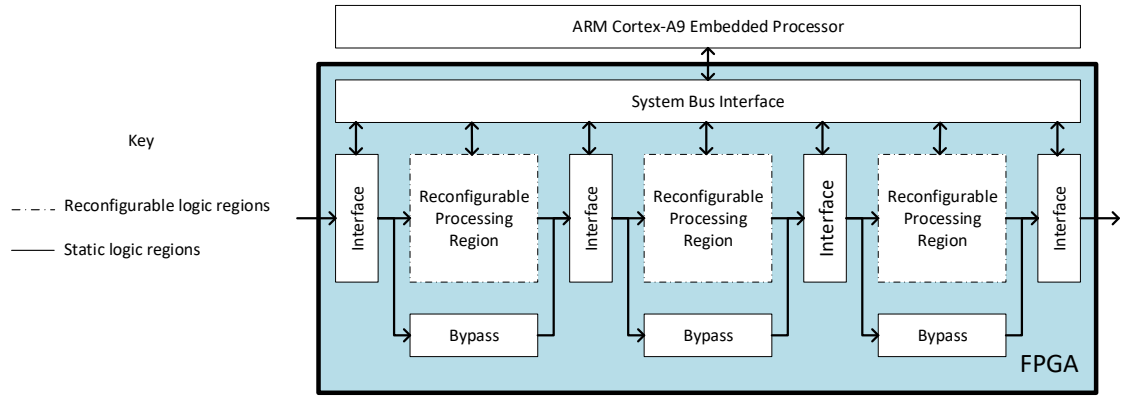 ARM Cortex-A9 Embedded Processor
System Bus Interface
Key
Reconfigurable logic regions
Static logic regions
Interface
Reconfigurable
Processing
Region
Interface
Reconfigurable
Processing
Region
Interface
Reconfigurable
Processing
Region
Interface
Bypass
Bypass
Bypass
FPGA